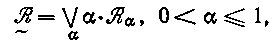 ℛ̰ = ⋁_α α·ℛ_α, 0 < α ⩽ 1,